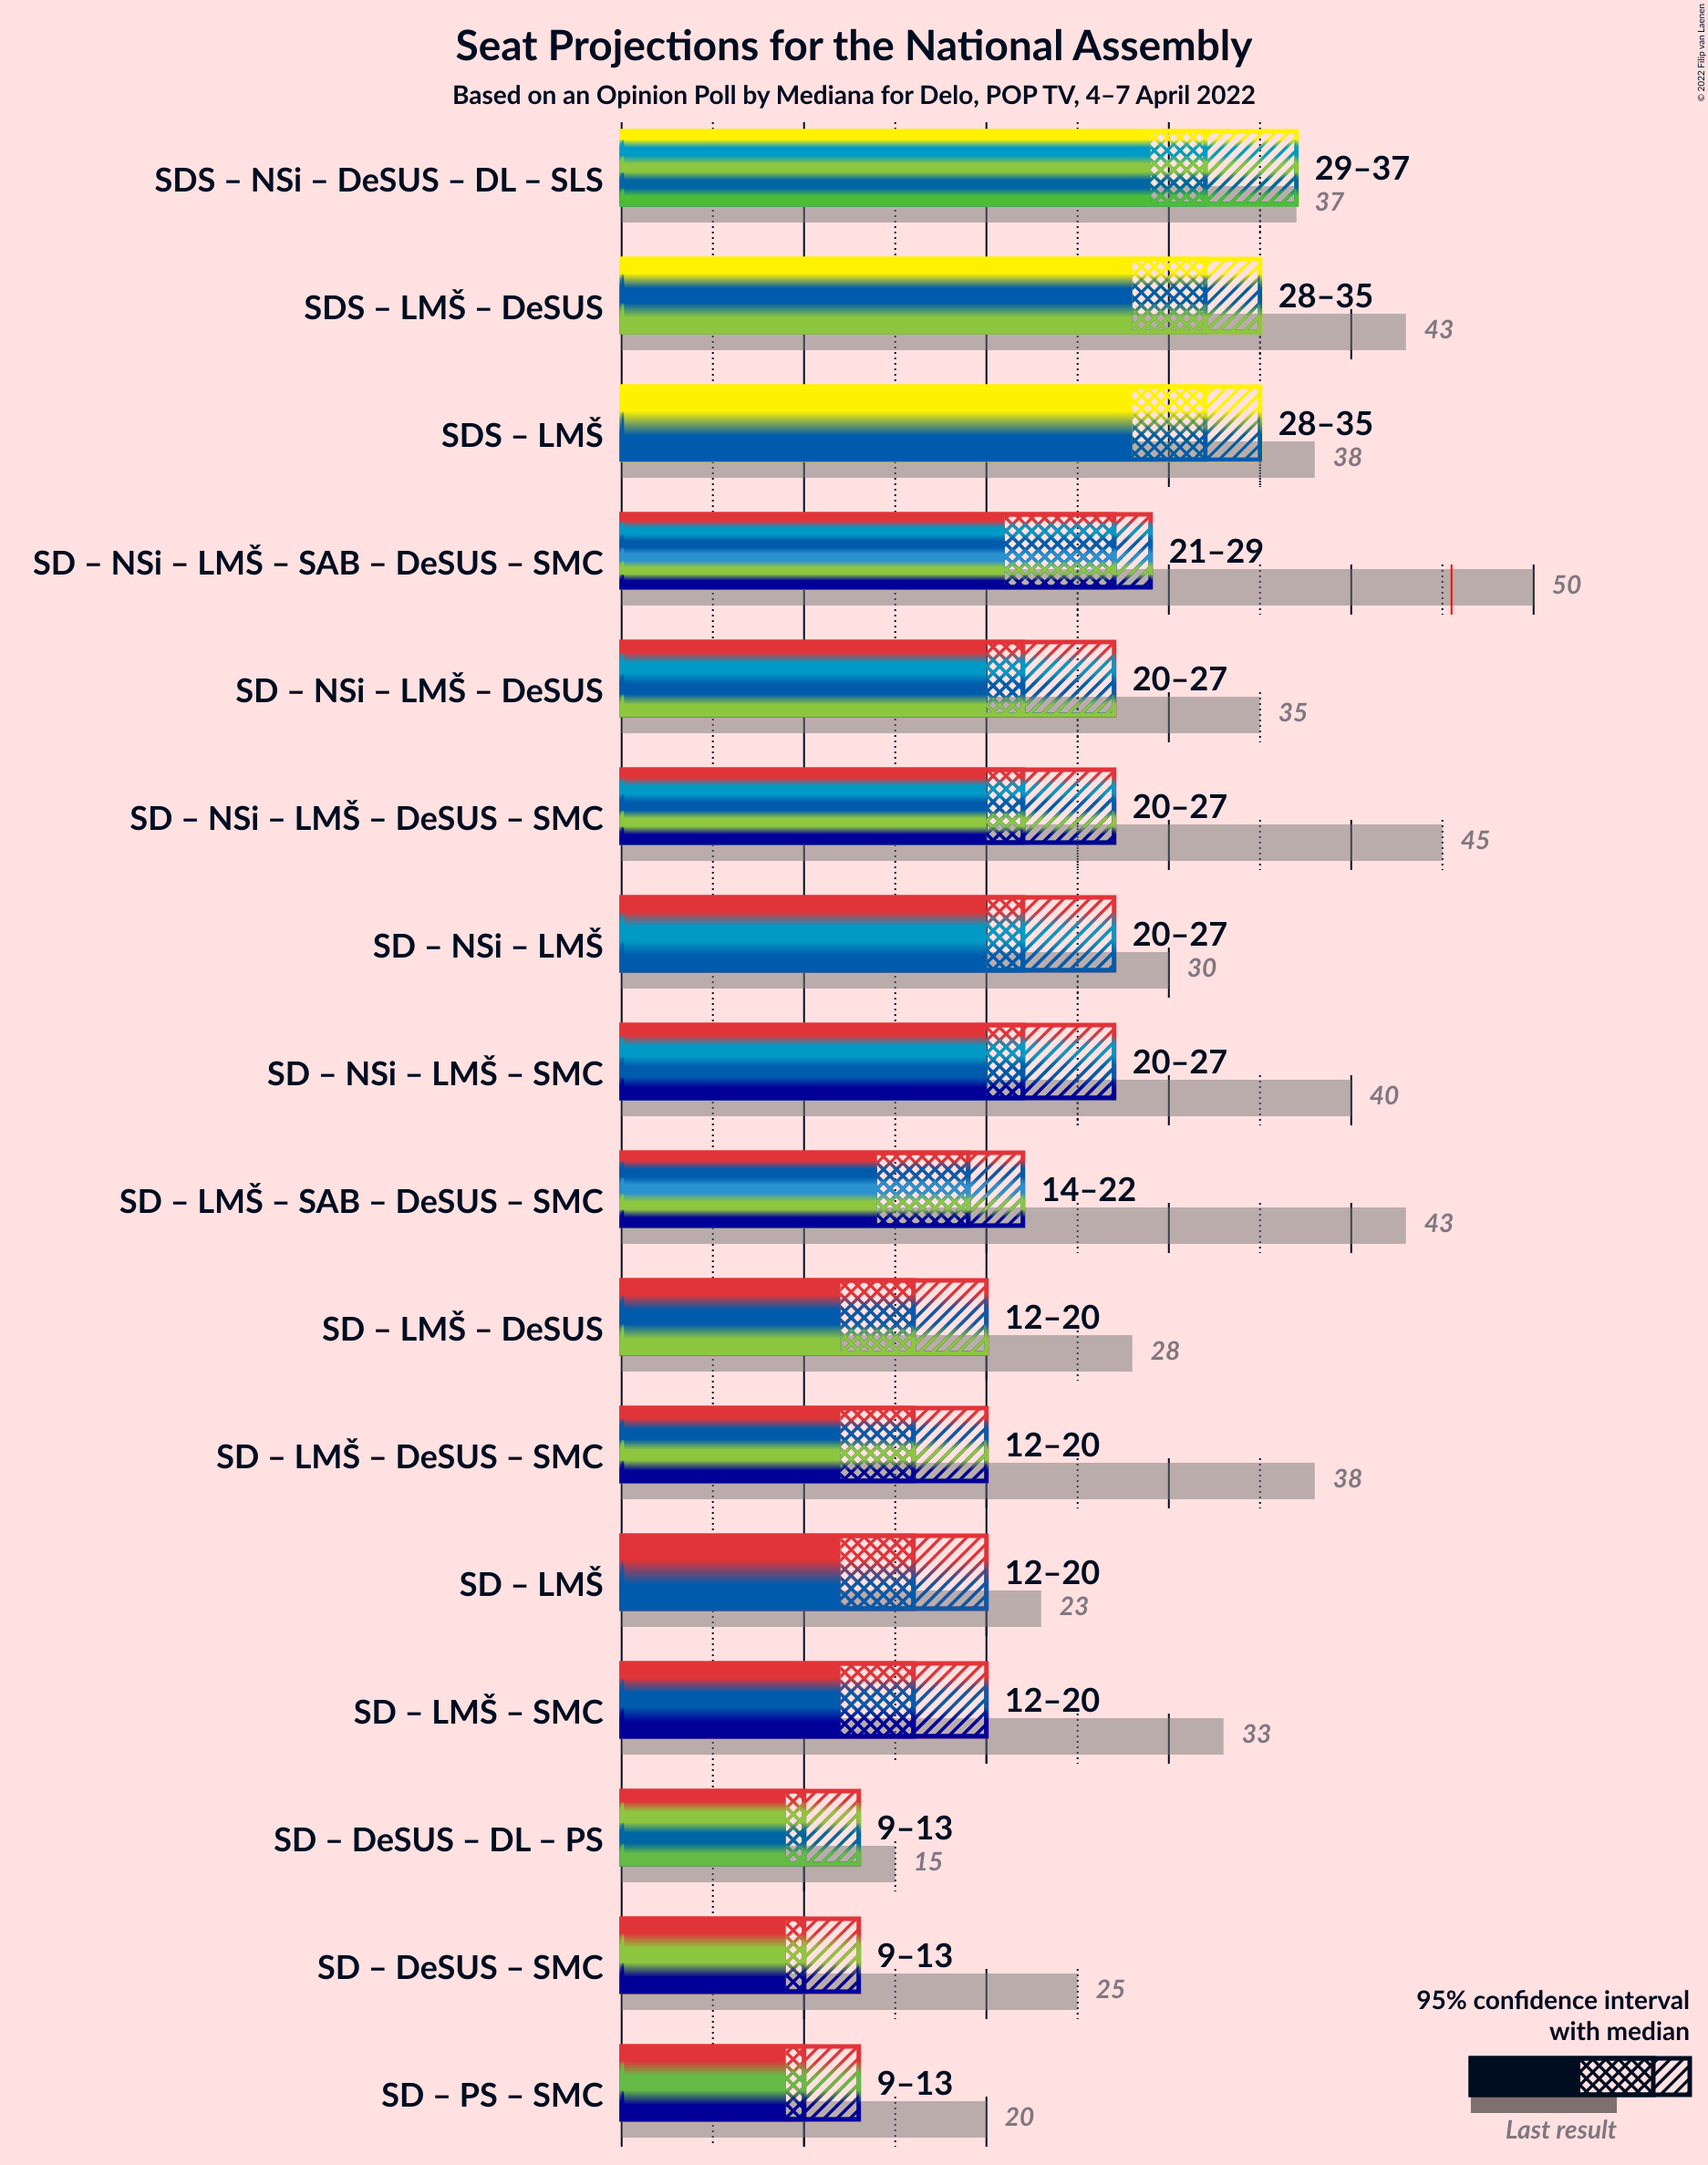 Seat Projections for the National Assembly
Based on an Opinion Poll by Mediana for Delo, POP TV, 4–7 April 2022
© 2022 Filip van Laenen
SDS – NSi – DeSUS – DL – SLS
29–37
37
SDS – LMŠ – DeSUS
28–35
43
SDS – LMŠ
28–35
38
SD – NSi – LMŠ – SAB – DeSUS – SMC
21–29
50
SD – NSi – LMŠ – DeSUS
20–27
35
SD – NSi – LMŠ – DeSUS – SMC
20–27
45
SD – NSi – LMŠ
20–27
30
SD – NSi – LMŠ – SMC
20–27
40
SD – LMŠ – SAB – DeSUS – SMC
14–22
43
SD – LMŠ – DeSUS
12–20
28
SD – LMŠ – DeSUS – SMC
12–20
38
SD – LMŠ
12–20
23
SD – LMŠ – SMC
12–20
33
SD – DeSUS – DL – PS
9–13
15
SD – DeSUS – SMC
9–13
25
SD – PS – SMC
9–13
20
95% confidence interval
with median
Last result